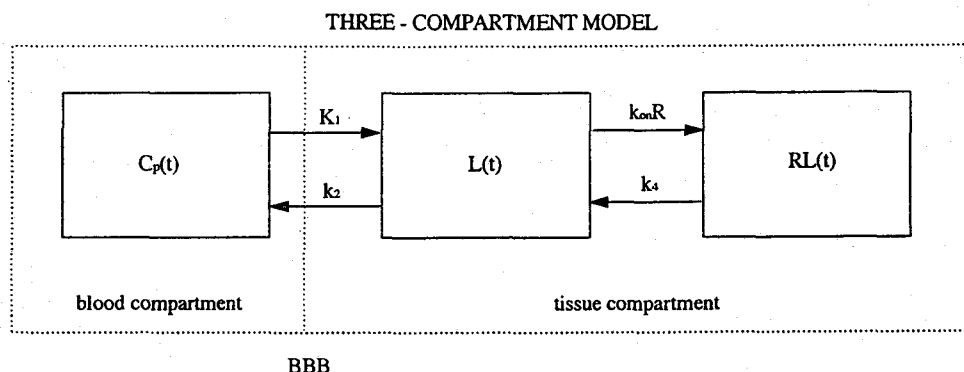 THREE - COMPARTMENT MODEL
K₁
kₒₙR
Cₚ(t)
L(t)
RL(t)
k₂
k₄
blood compartment
tissue compartment
BBB